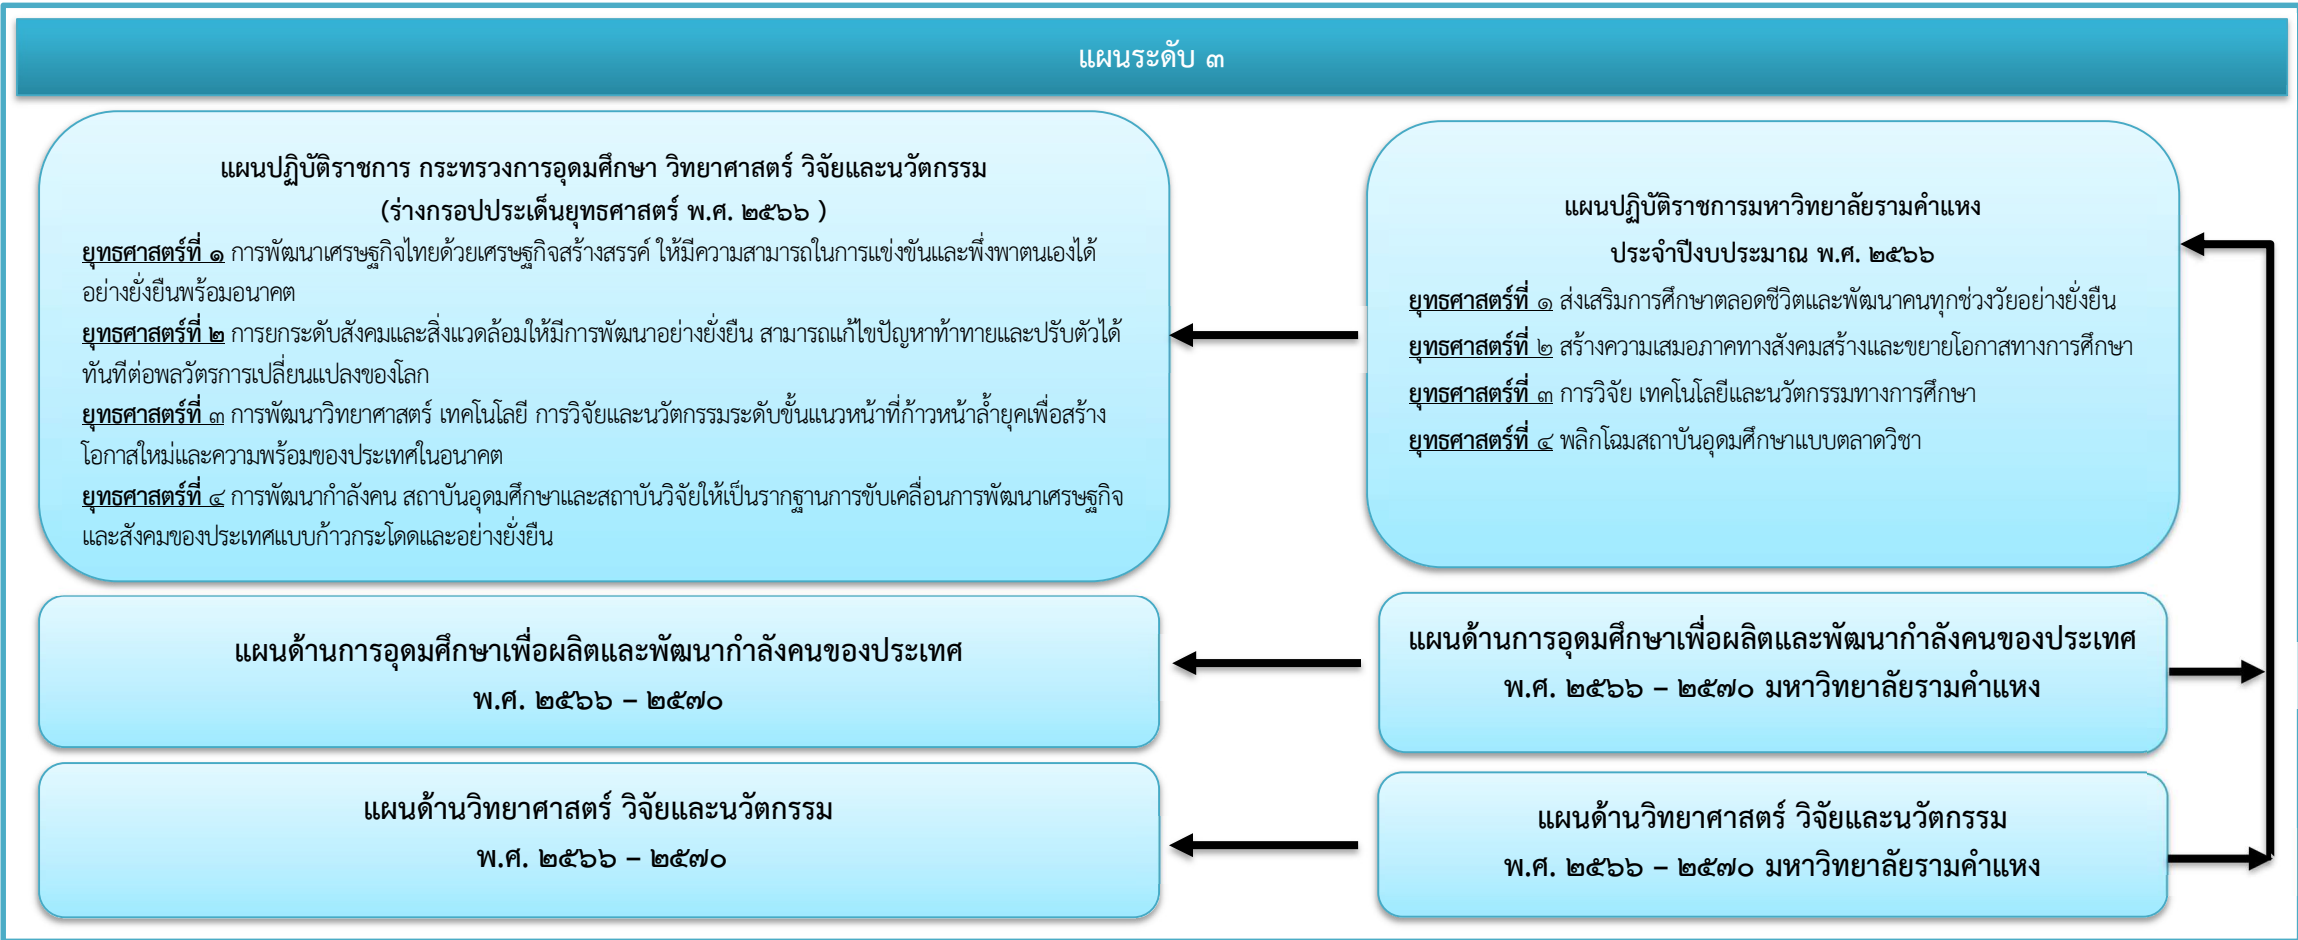 แผนระดับ ๓
แผนปฏิบัติราชการ กระทรวงการอุดมศึกษา วิทยาศาสตร์ วิจัยและนวัตกรรม
(ร่างกรอปประเด็นยุทธศาสตร์ พ.ศ. ๒๕๖๖ )
ยุทธศาสตร์ที่ ๑ การพัฒนาเศรษฐกิจไทยด้วยเศรษฐกิจสร้างสรรค์ ให้มีความสามารถในการแข่งขันและพึ่งพาตนเองได้
อย่างยั่งยืนพร้อมอนาคต
ยุทธศาสตร์ที่ ๒ การยกระดับสังคมและสิ่งแวดล้อมให้มีการพัฒนาอย่างยั่งยืน สามารถแก้ไขปัญหาท้าทายและปรับตัวได้
ทันทีต่อพลวัตรการเปลี่ยนแปลงของโลก
ยุทธศาสตร์ที่ ๓ การพัฒนาวิทยาศาสตร์ เทคโนโลยี การวิจัยและนวัตกรรมระดับขั้นแนวหน้าที่ก้าวหน้าล้ำยุคเพื่อสร้าง
โอกาสใหม่และความพร้อมของประเทศในอนาคต
ยุทธศาสตร์ที่ ๔ การพัฒนากำลังคน สถาบันอุดมศึกษาและสถาบันวิจัยให้เป็นรากฐานการขับเคลื่อนการพัฒนาเศรษฐกิจ
และสังคมของประเทศแบบก้าวกระโดดและอย่างยั่งยืน
แผนปฏิบัติราชการมหาวิทยาลัยรามคำแหง
ประจำปีงบประมาณ พ.ศ. ๒๕๖๖
ยุทธศาสตร์ที่ ๑ ส่งเสริมการศึกษาตลอดชีวิตและพัฒนาคนทุกช่วงวัยอย่างยั่งยืน
ยุทธศาสตร์ที่ ๒ สร้างความเสมอภาคทางสังคมสร้างและขยายโอกาสทางการศึกษา
ยุทธศาสตร์ที่ ๓ การวิจัย เทคโนโลยีและนวัตกรรมทางการศึกษา
ยุทธศาสตร์ที่ ๔ พลิกโฉมสถาบันอุดมศึกษาแบบตลาดวิชา
แผนด้านการอุดมศึกษาเพื่อผลิตและพัฒนากำลังคนของประเทศ
พ.ศ. ๒๕๖๖ – ๒๕๗๐
แผนด้านการอุดมศึกษาเพื่อผลิตและพัฒนากำลังคนของประเทศ
พ.ศ. ๒๕๖๖ – ๒๕๗๐ มหาวิทยาลัยรามคำแหง
แผนด้านวิทยาศาสตร์ วิจัยและนวัตกรรม
พ.ศ. ๒๕๖๖ – ๒๕๗๐
แผนด้านวิทยาศาสตร์ วิจัยและนวัตกรรม
พ.ศ. ๒๕๖๖ – ๒๕๗๐ มหาวิทยาลัยรามคำแหง